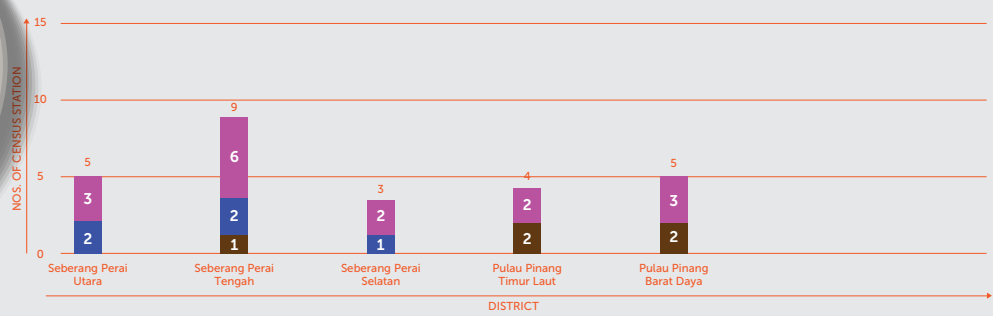 NOS. OF CENSUS STATION
15
10
5
0
5
3
2
9
6
2
1
3
2
1
4
2
2
5
3
2
Seberang Perai
Utara
Seberang Perai
Tengah
Seberang Perai
Selatan
Pulau Pinang
Timur Laut
Pulau Pinang
Barat Daya
DISTRICT